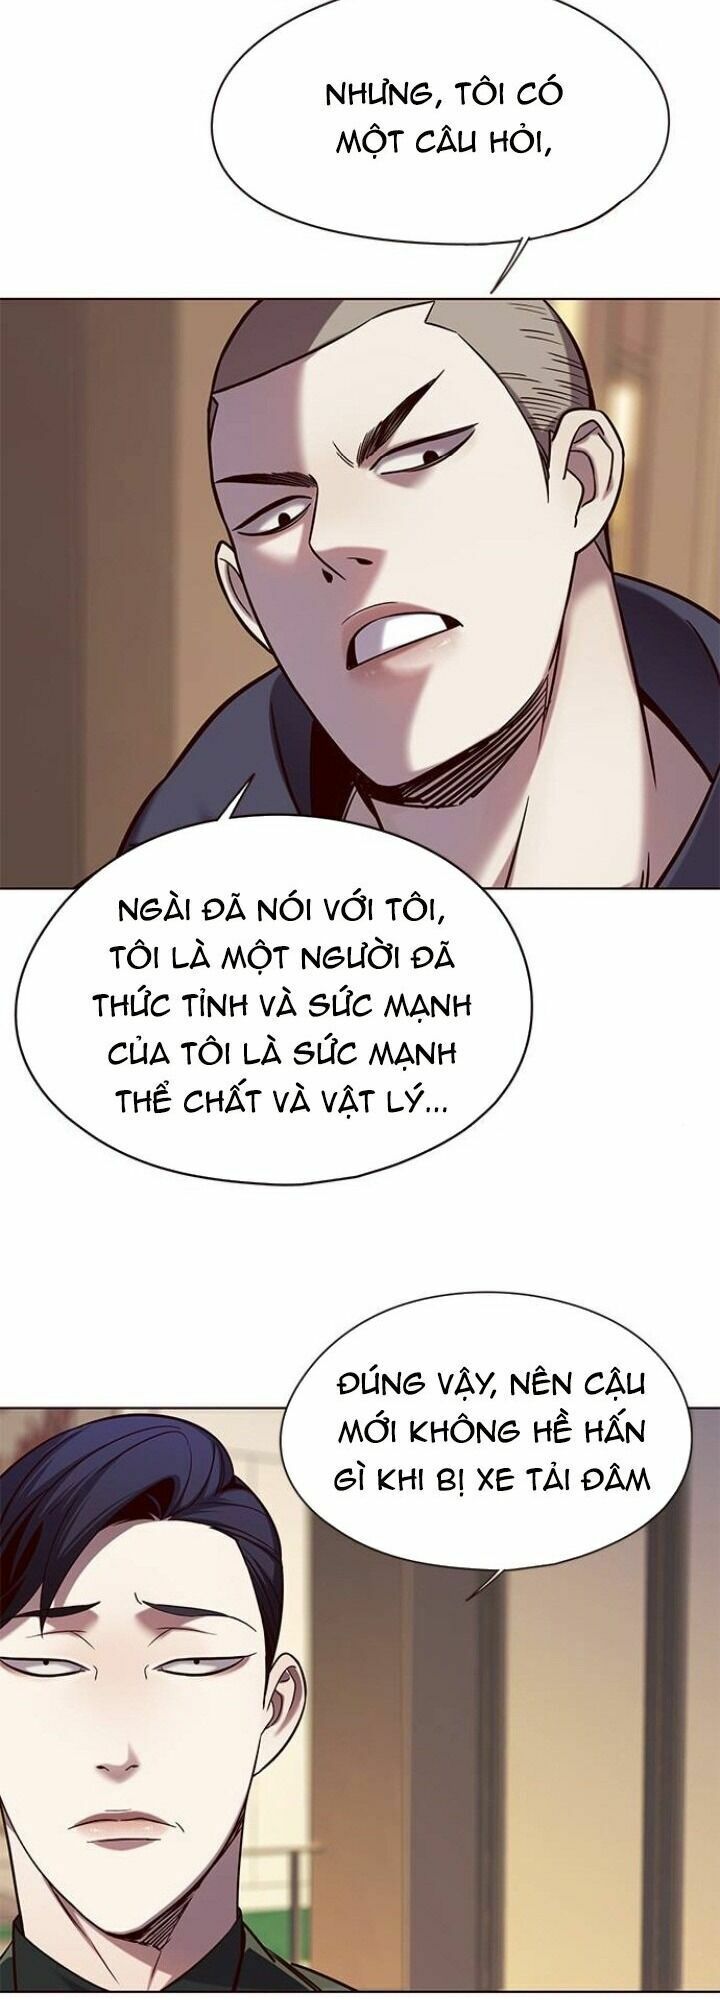 NHƯNG, TÔI CÓ
MỘT CÂU HỎI,
NGÀI ĐÃ NÓI VỚI TÔI,
TÔI LÀ MỘT NGƯỜI ĐÃ
THỨC TỈNH VÀ SỨC MẠNH
CỦA TÔI LÀ SỨC MẠNH
THỂ CHẤT VÀ VẬT LÝ...
ĐÚNG VẬY, NÊN CẬU
MỚI KHÔNG HỀ HẤN
GÌ KHI BỊ XE TẢI ĐÂM